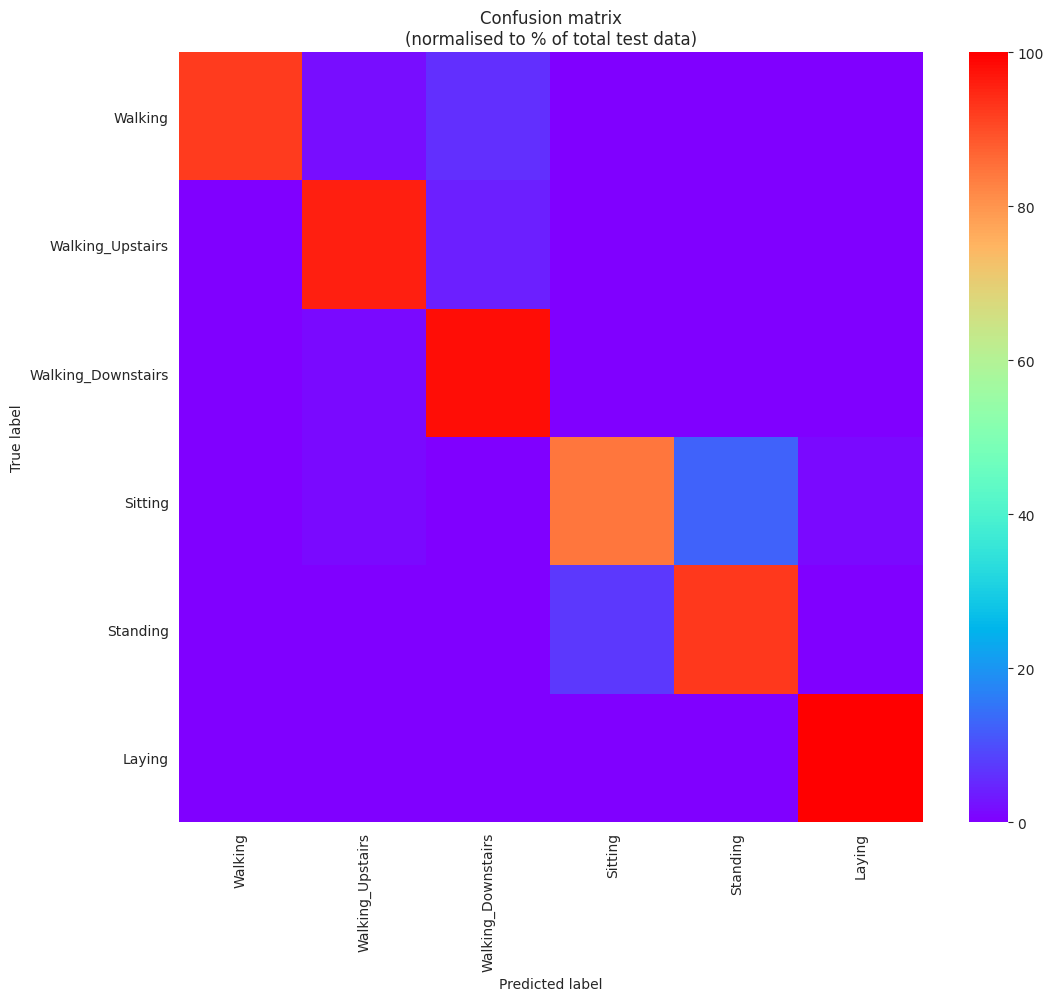 Confusion matrix
(normalised to % of total test data)
True label
Walking
Walking_Upstairs
Walking_Downstairs
Sitting
Standing
Laying
Walking
Walking_Upstairs
Walking_Downstairs
Sitting
Standing
Laying
Predicted label
100
80
60
40
20
0